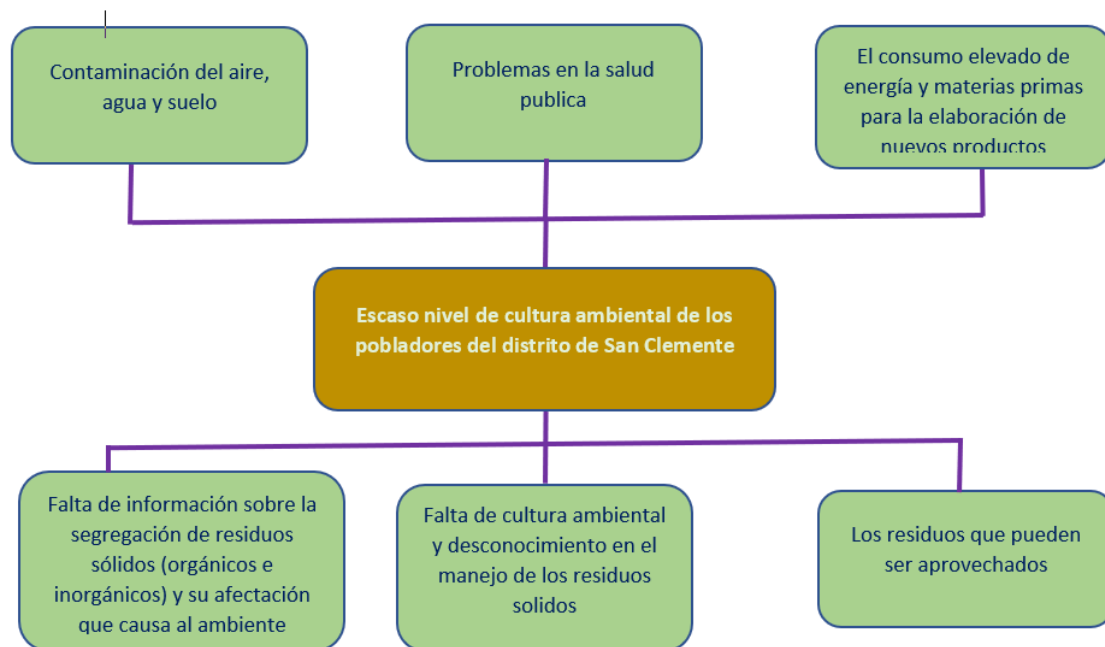 Contaminación del aire,
agua y suelo
Problemas en la salud
publica
El consumo elevado de
energía y materias primas
para la elaboración de
nuevos productos
Escaso nivel de cultura ambiental de los
pobladores del distrito de San Clemente
Falta de información sobre la
segregación de residuos
sólidos (orgánicos e
inorgánicos) y su afectación
que causa al ambiente
Falta de cultura ambiental
y desconocimiento en el
manejo de los residuos
solidos
Los residuos que pueden
ser aprovechados